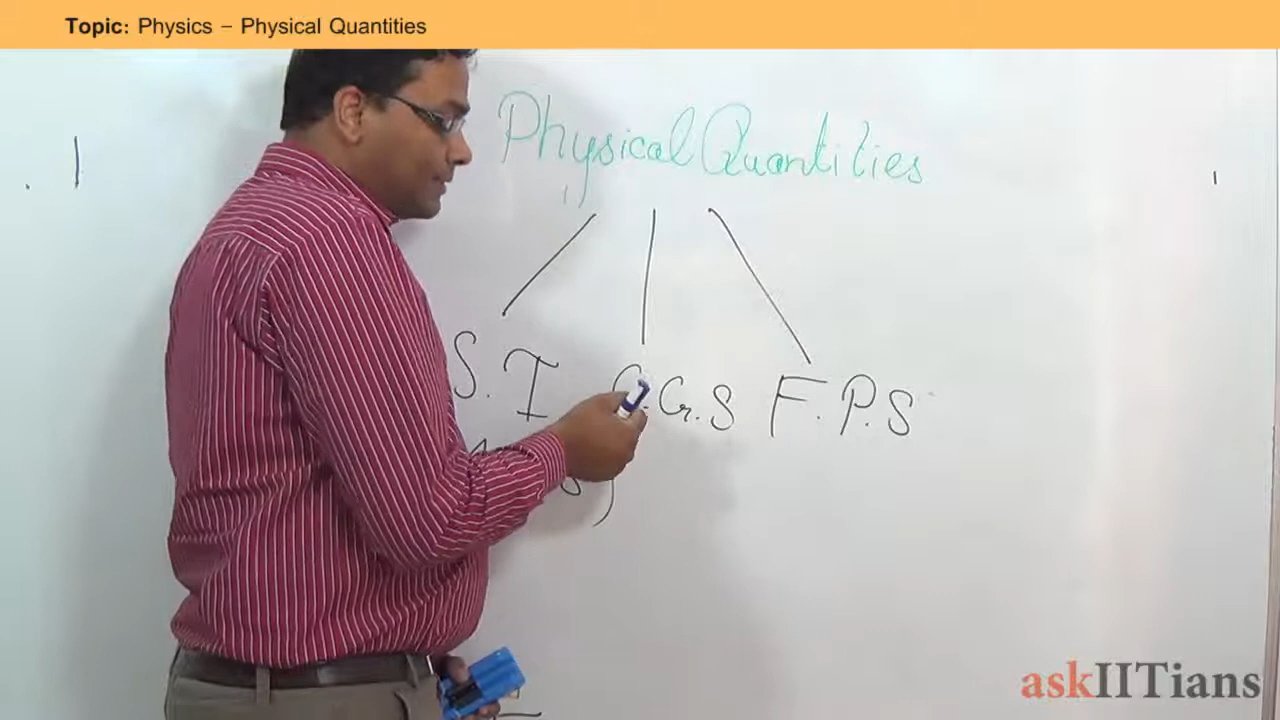 Topic: Physics – Physical Quantities
Physical Quantities
S. I
.G.S
F.P.S
askIITians